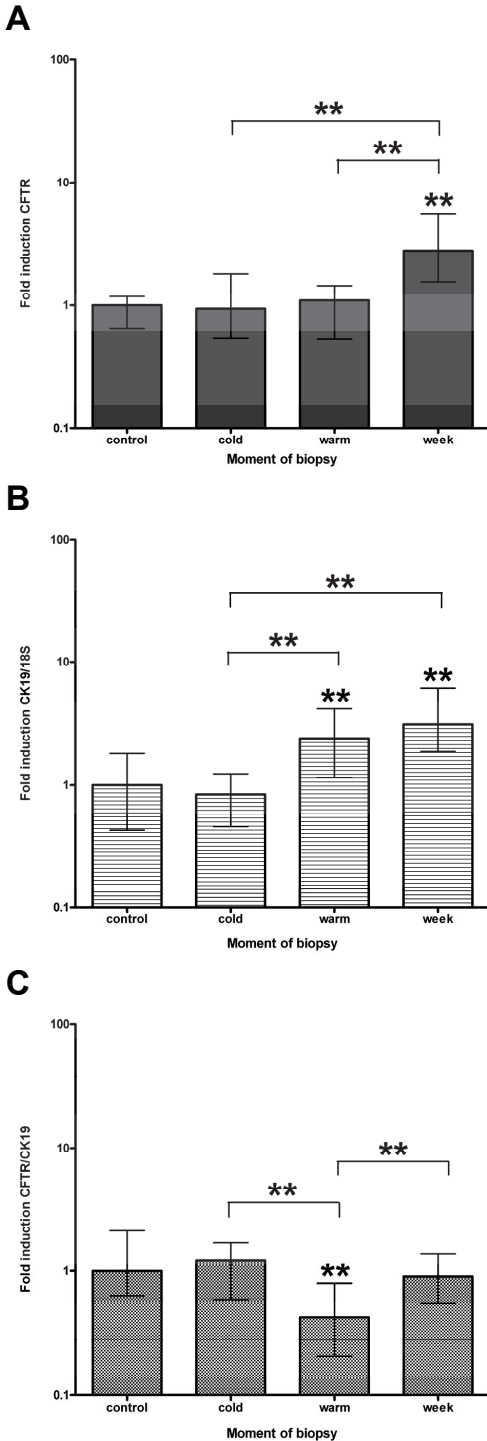 A
100
10
1
0.1
Fold induction CFTR
**
**
**
control cold warm week
Moment of biopsy
B
100
10
1
0.1
Fold induction CK19/18S
**
**
**
**
control cold warm week
Moment of biopsy
C
100
10
1
0.1
Fold induction CFTR/CK19
**
**
**
control cold warm week
Moment of biopsy